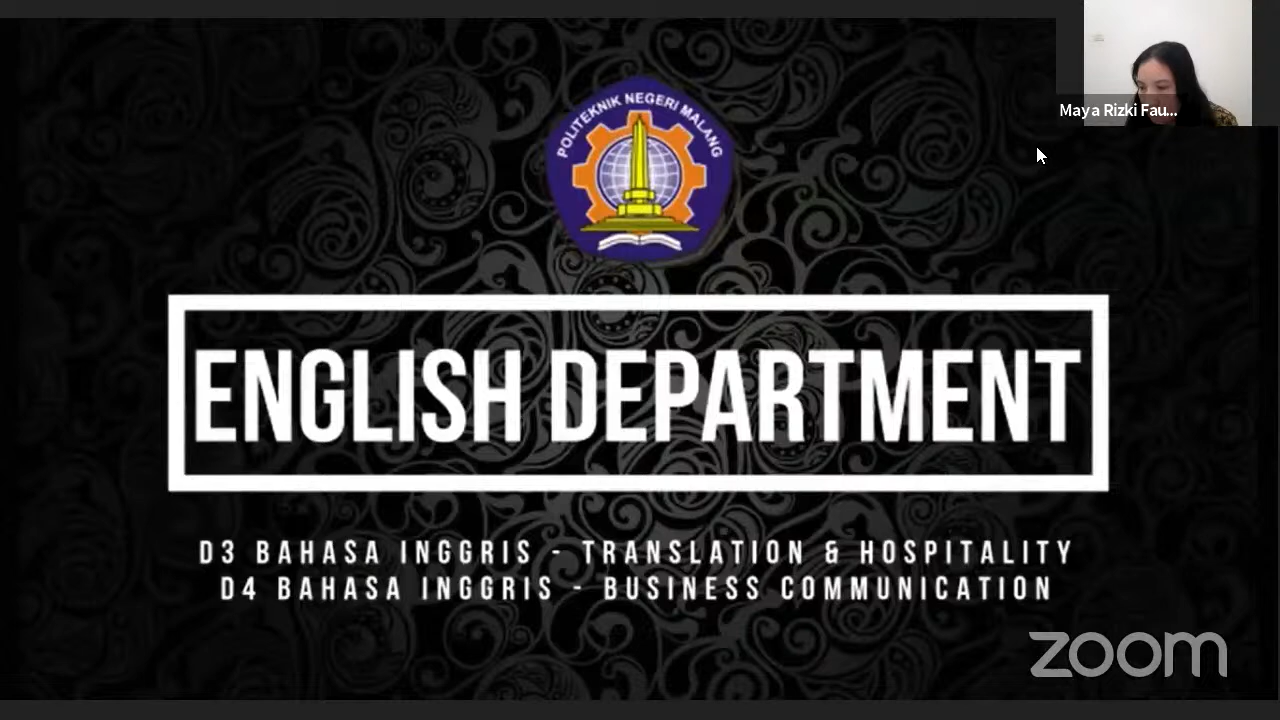 POLITEKNIK NEGERI MALANG
Maya Rizki Fau...
ENGLISH DEPARTMENT
D3 BAHASA INGGRIS - TRANSLATION & HOSPITALITY
D4 BAHASA INGGRIS - BUSINESS COMMUNICATION
zoom